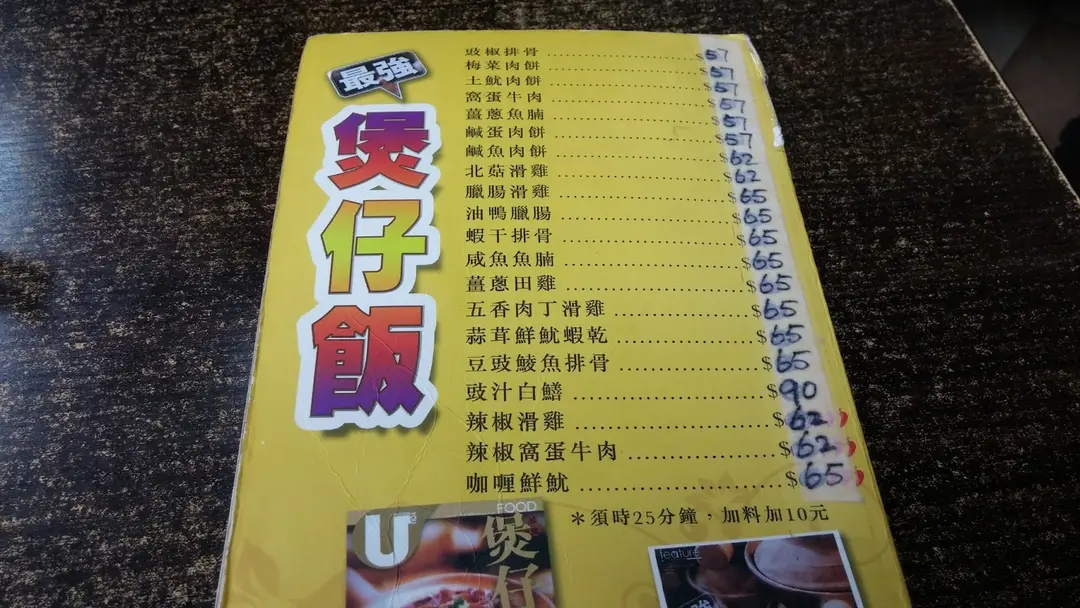 最強
煲仔飯
豉椒排骨 ........................ $57
梅菜肉餅 ........................ $57
土魷肉餅 ........................ $57
窩蛋牛肉 ........................ $57
薑蔥魚腩 ........................ $57
鹹蛋肉餅 ........................ $57
鹹魚肉餅 ........................ $62
北菇滑雞 ........................ $62
臘腸滑雞 ........................ $65
油鴨臘腸 ........................ $65
蝦干排骨 ........................ $65
咸魚魚腩 ........................ $65
薑蔥田雞 ........................ $65
五香肉丁滑雞 .................... $65
蒜茸鮮魷蝦乾 .................... $65
豆豉鯪魚排骨 .................... $65
豉汁白鱔 ........................ $90
辣椒滑雞 ........................ $62
辣椒窩蛋牛肉 .................... $62
咖喱鮮魷 ........................ $65
＊須時25分鐘，加料加10元
U
FOOD
煲仔
feature
最強